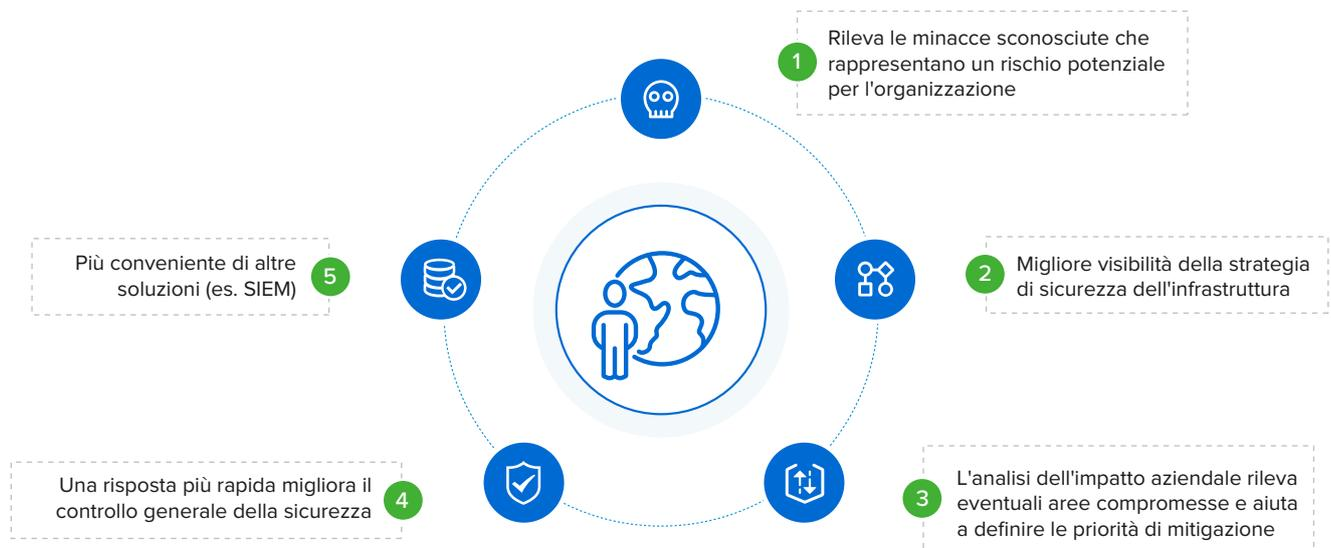 1
Rileva le minacce sconosciute che
rappresentano un rischio potenziale
per l'organizzazione
2
Migliore visibilità della strategia
di sicurezza dell'infrastruttura
3
L'analisi dell'impatto aziendale rileva
eventuali aree compromesse e aiuta
a definire le priorità di mitigazione
4
Una risposta più rapida migliora il
controllo generale della sicurezza
5
Più conveniente di altre
soluzioni (es. SIEM)